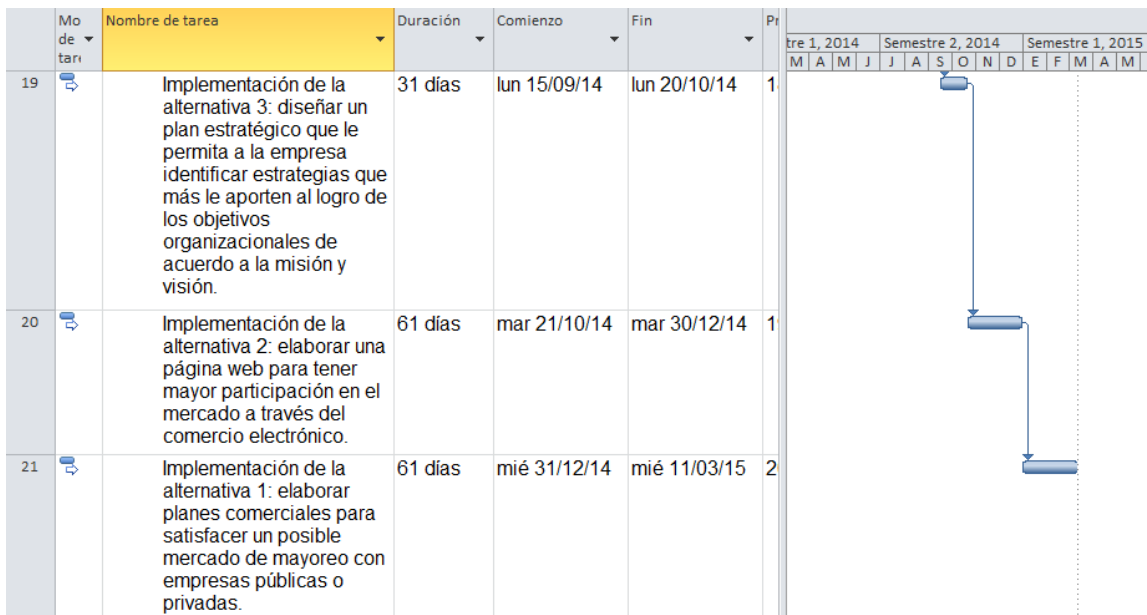 Mo de tare
Nombre de tarea
Duración
Comienzo
Fin
tre 1, 2014
Semestre 2, 2014
Semestre 1, 2015
M A M J J A S O N D E F M A M
19
Implementación de la
alternativa 3: diseñar un
plan estratégico que le
permita a la empresa
identificar estrategias que
más le aporten al logro de
los objetivos
organizacionales de
acuerdo a la misión y
visión.
31 días
lun 15/09/14
lun 20/10/14
20
Implementación de la
alternativa 2: elaborar una
página web para tener
mayor participación en el
mercado a través del
comercio electrónico.
61 días
mar 21/10/14
mar 30/12/14
21
Implementación de la
alternativa 1: elaborar
planes comerciales para
satisfacer un posible
mercado de mayoreo con
empresas públicas o
privadas.
61 días
mié 31/12/14
mié 11/03/15